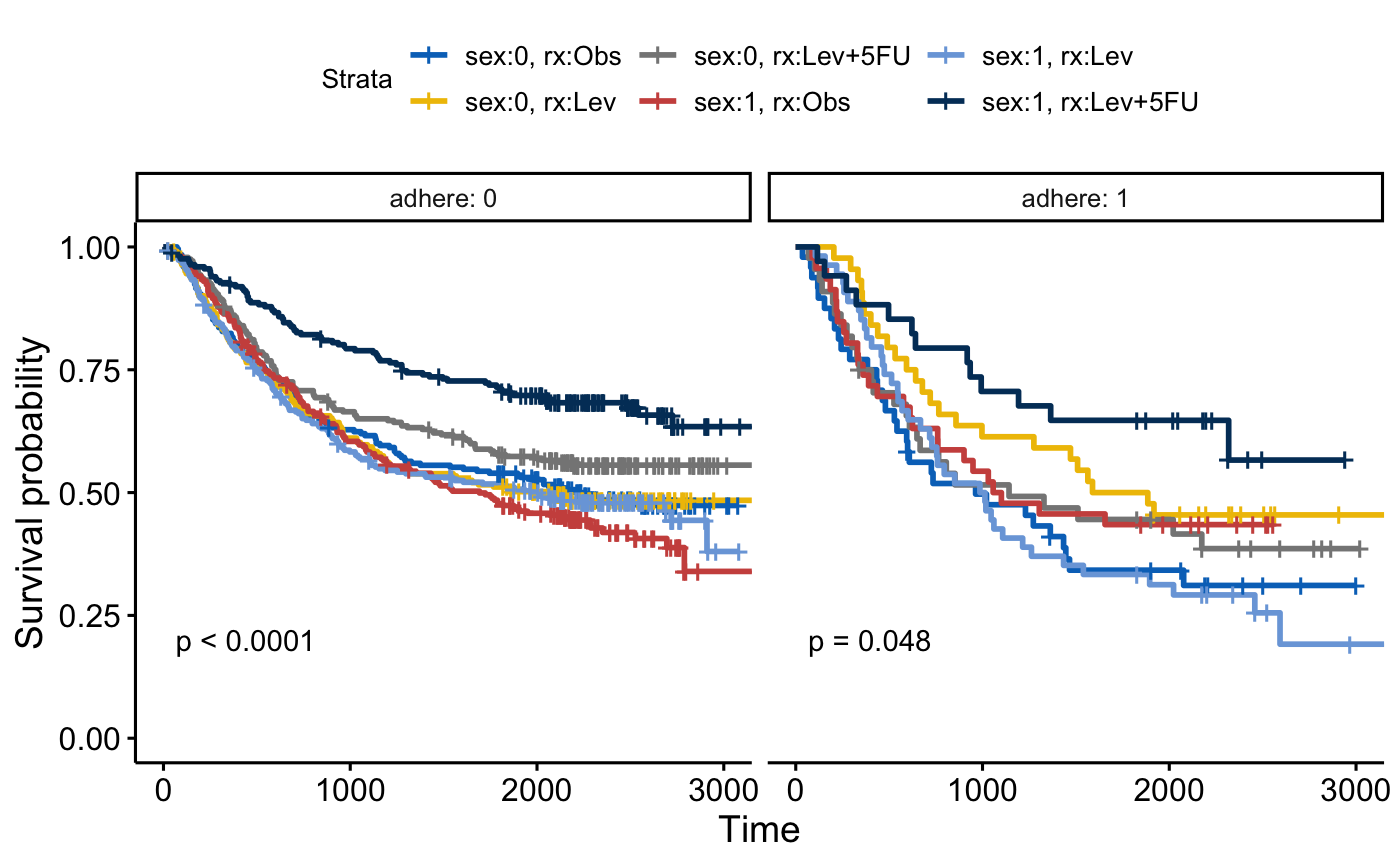 Strata
sex:0, rx:Obs sex:0, rx:Lev+5FU sex:1, rx:Lev
sex:0, rx:Lev sex:1, rx:Obs sex:1, rx:Lev+5FU
adhere: 0 adhere: 1
Survival probability
1.00
0.75
0.50
0.25
0.00
p < 0.0001 p = 0.048
0 1000 2000 3000 0 1000 2000 3000
Time